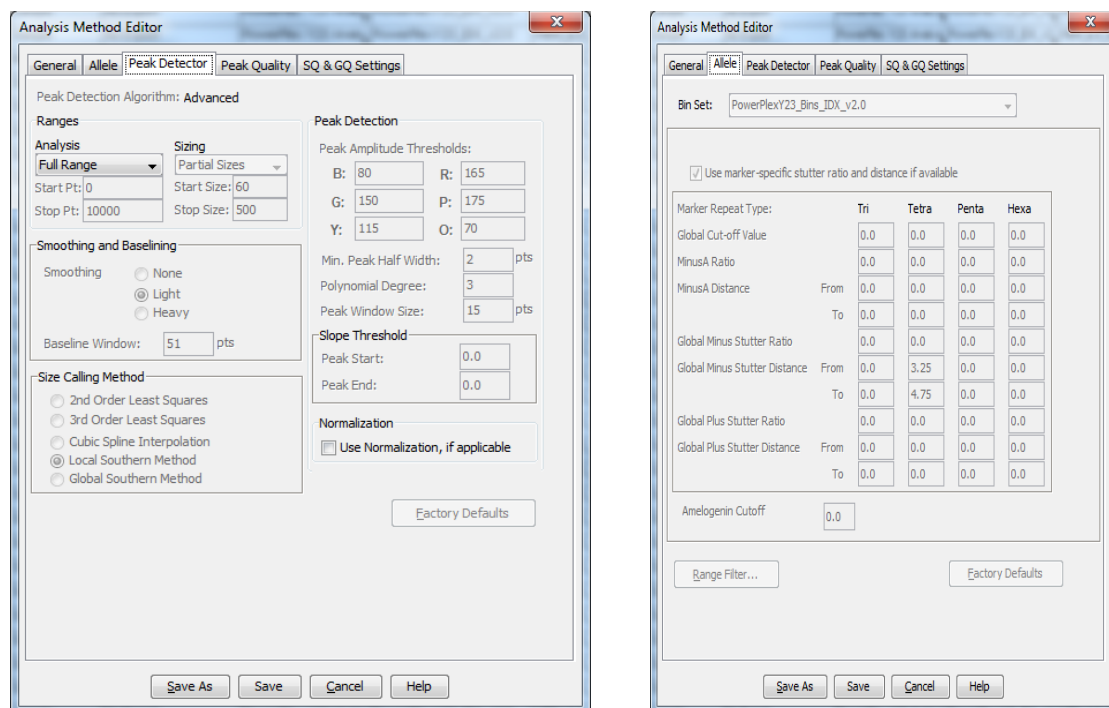 Analysis Method Editor
General Allele Peak Detector Peak Quality SQ & GQ Settings
Peak Detection Algorithm: Advanced
Ranges
Analysis Sizing
Full Range Partial Sizes
Start Pt: 0 Start Size: 60
Stop Pt: 10000 Stop Size: 500
Smoothing and Baselining
Smoothing None
Light
Heavy
Baseline Window: 51 pts
Size Calling Method
2nd Order Least Squares
3rd Order Least Squares
Cubic Spline Interpolation
Local Southern Method
Global Southern Method
Peak Detection
Peak Amplitude Thresholds:
B: 80 R: 165
G: 150 P: 175
Y: 115 O: 70
Min. Peak Half Width: 2 pts
Polynomial Degree: 3
Peak Window Size: 15 pts
Slope Threshold
Peak Start: 0.0
Peak End: 0.0
Normalization
Use Normalization, if applicable
Factory Defaults
Save As Save Cancel Help
Analysis Method Editor
General Allele Peak Detector Peak Quality SQ & GQ Settings
Bin Set: PowerPlexY23_Bins_IDX_v2.0
Use marker-specific stutter ratio and distance if available
Marker Repeat Type: Tri Tetra Penta Hexa
Global Cut-off Value 0.0 0.0 0.0 0.0
MinusA Ratio 0.0 0.0 0.0 0.0
MinusA Distance From 0.0 0.0 0.0 0.0
To 0.0 0.0 0.0 0.0
Global Minus Stutter Ratio 0.0 0.0 0.0 0.0
Global Minus Stutter Distance From 0.0 3.25 0.0 0.0
To 0.0 4.75 0.0 0.0
Global Plus Stutter Ratio 0.0 0.0 0.0 0.0
Global Plus Stutter Distance From 0.0 0.0 0.0 0.0
To 0.0 0.0 0.0 0.0
Amelogenin Cutoff 0.0
Range Filter... Factory Defaults
Save As Save Cancel Help